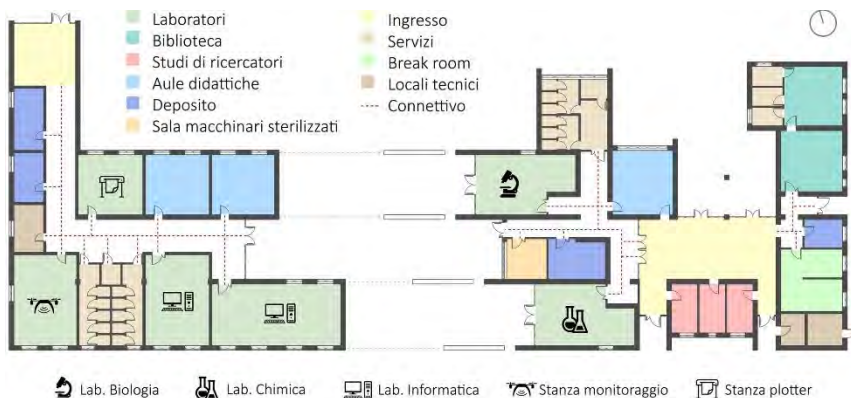 Laboratori
Biblioteca
Studi di ricercatori
Aule didattiche
Deposito
Sala macchinari sterilizzati
Ingresso
Servizi
Break room
Locali tecnici
Connettivo
Lab. Biologia Lab. Chimica Lab. Informatica Stanza monitoraggio Stanza plotter